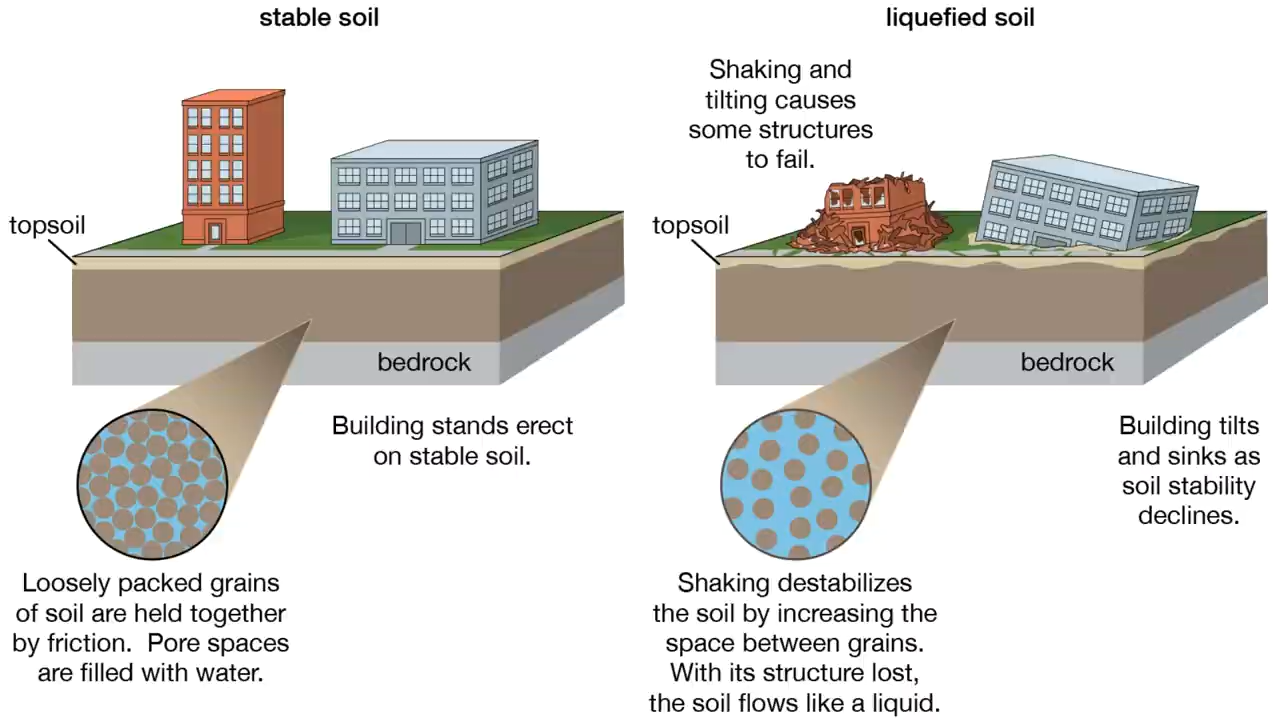 stable soil
topsoil
bedrock
Building stands erect
on stable soil.
Loosely packed grains
of soil are held together
by friction.  Pore spaces
are filled with water.
liquefied soil
Shaking and
tilting causes
some structures
to fail.
topsoil
bedrock
Building tilts
and sinks as
soil stability
declines.
Shaking destabilizes
the soil by increasing the
space between grains.
With its structure lost,
the soil flows like a liquid.